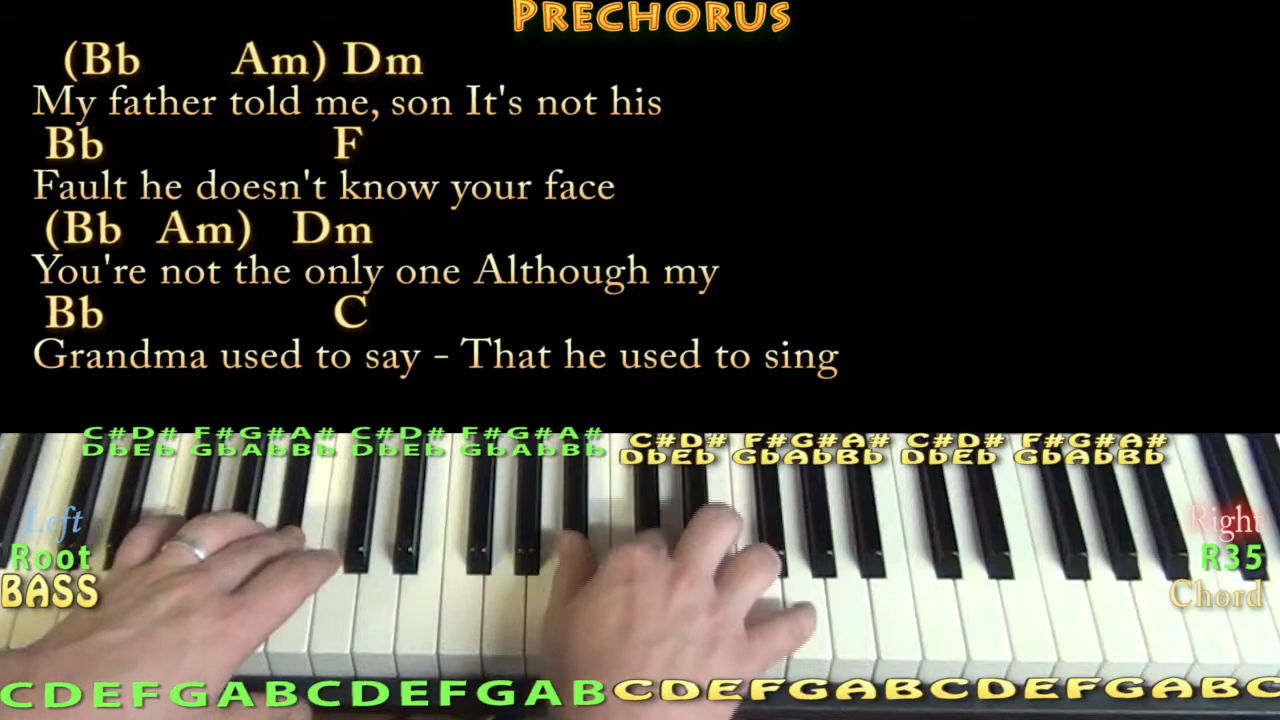 PRECHORUS
(Bb Am) Dm
My father told me, son It's not his
Bb F
Fault he doesn't know your face
(Bb Am) Dm
You're not the only one Although my
Bb C
Grandma used to say - That he used to sing
C#D# F#G#A# C#D# F#G#A# C#D# F#G#A# C#D# F#G#A#
DbEb GbAbBb DbEb GbAbBb DbEb GbAbBb DbEb GbAbBb
Left Right
Root R35
BASS Chord
CDEFGABCDEFGABCDEFGABCDEFGABC